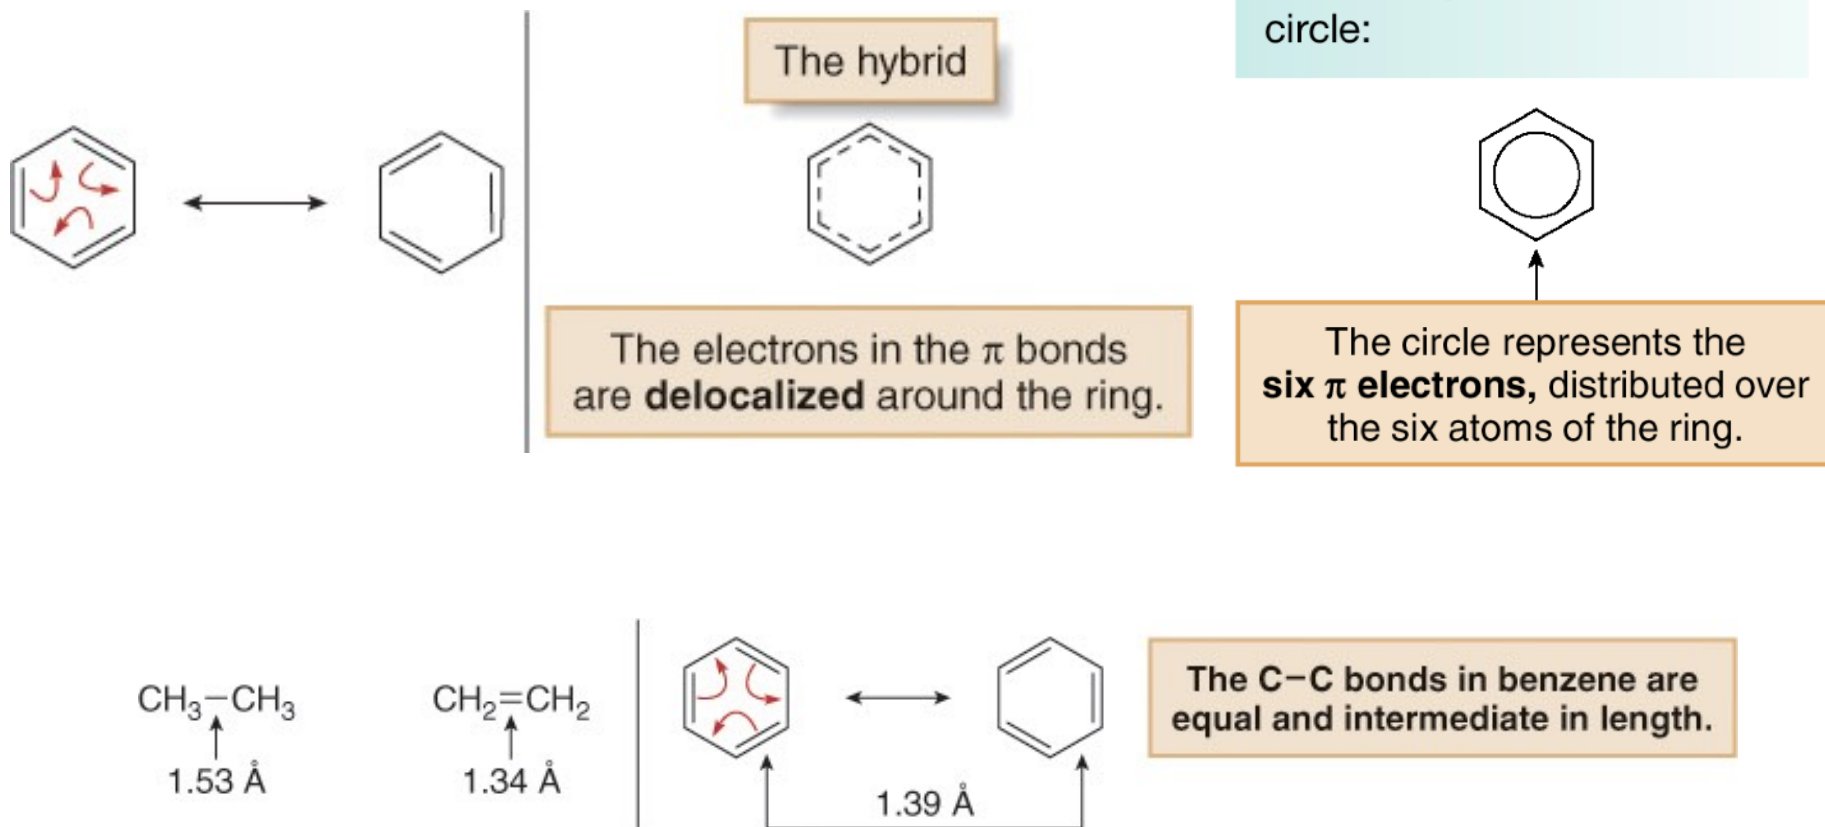 The hybrid
circle:
The electrons in the π bonds
are delocalized around the ring.
The circle represents the
six π electrons, distributed over
the six atoms of the ring.
CH₃−CH₃
1.53 Å
CH₂=CH₂
1.34 Å
1.39 Å
The C−C bonds in benzene are
equal and intermediate in length.